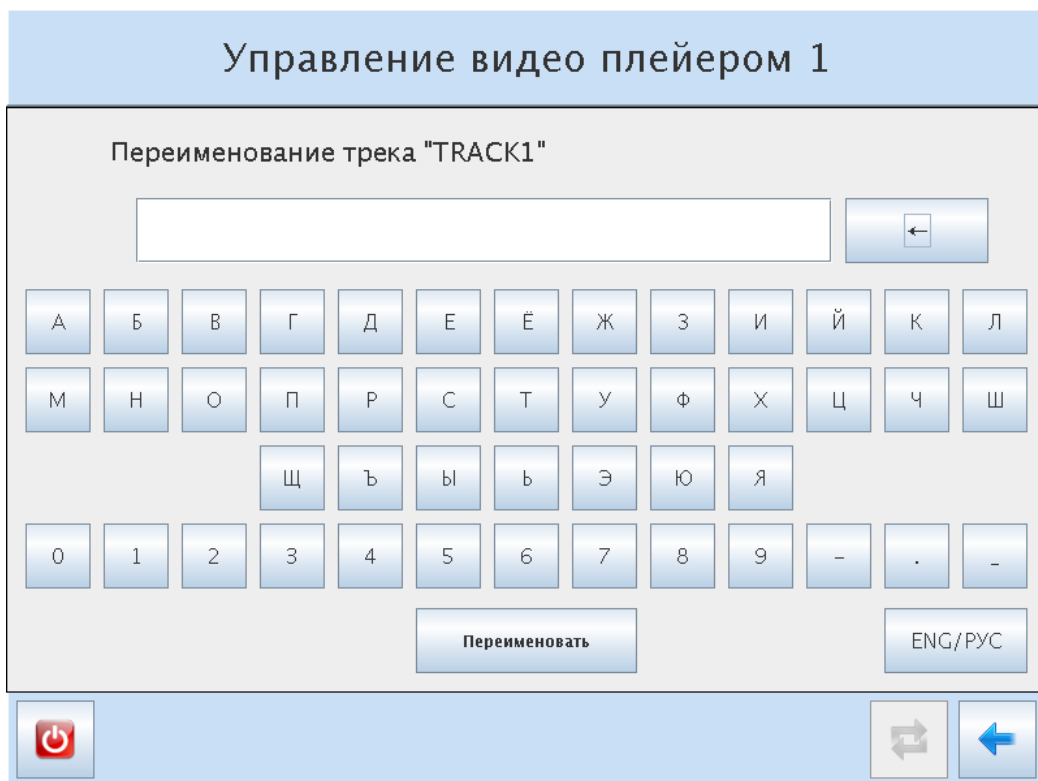 Управление видео плейером 1
Переименование трека "TRACK1"
←
А Б В Г Д Е Ё Ж З И Й К Л
М Н О П Р С Т У Ф Х Ц Ч Ш
Щ Ъ Ы Ь Э Ю Я
0 1 2 3 4 5 6 7 8 9 – . _
Переименовать ENG/РУС